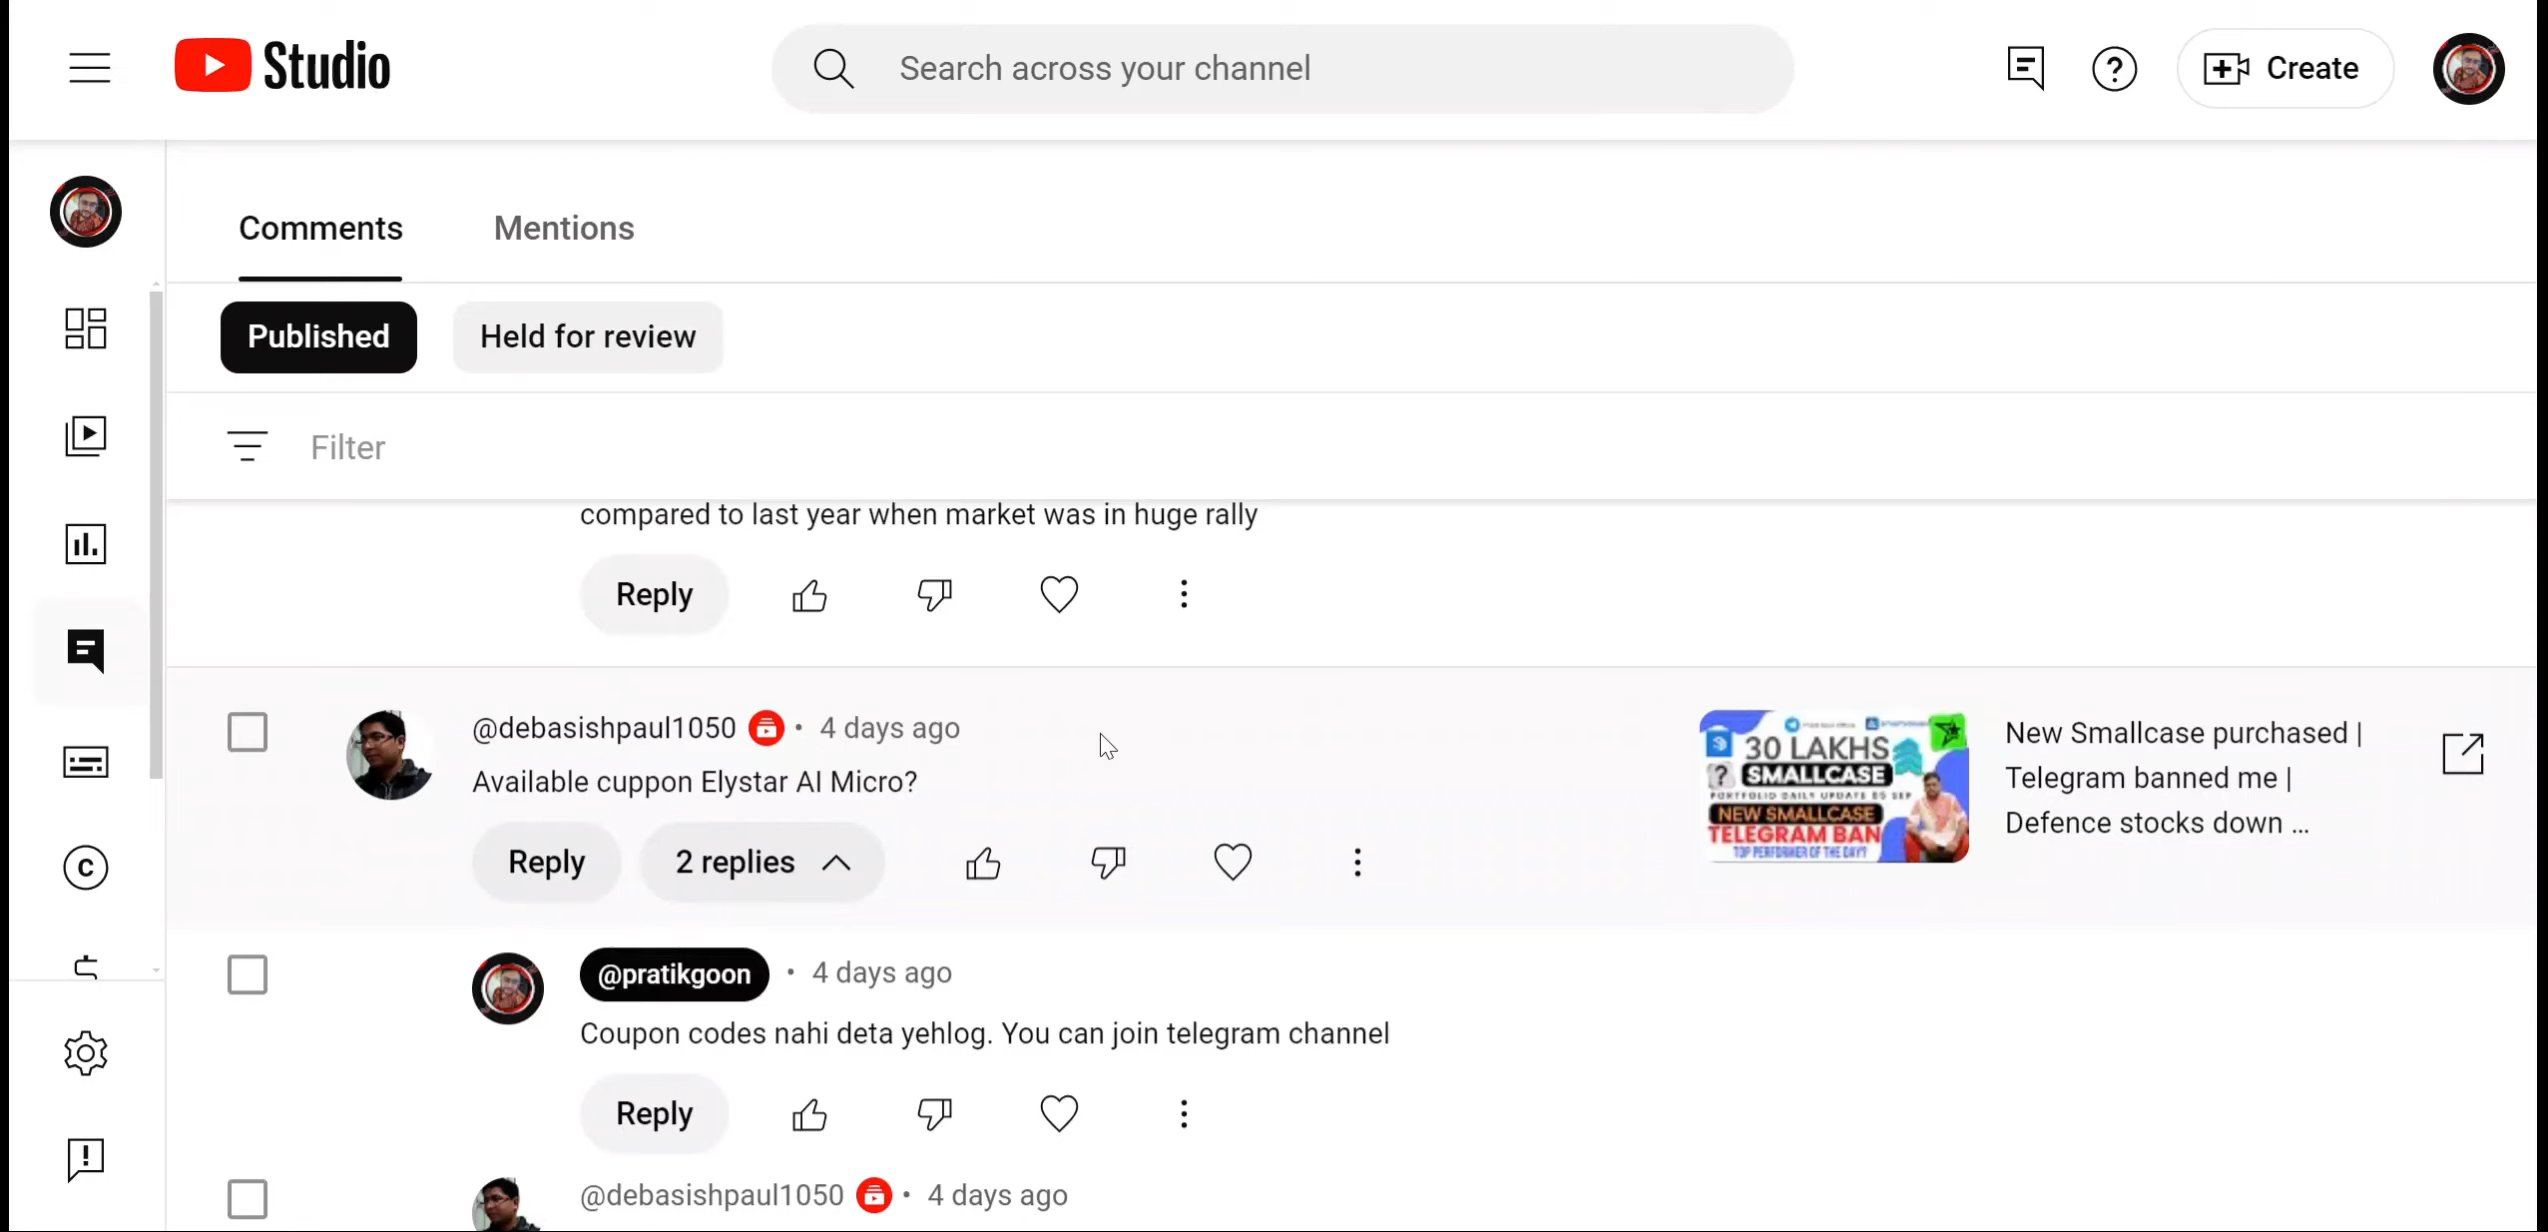 Studio
Search across your channel
Create
Comments
Mentions
Published
Held for review
Filter
compared to last year when market was in huge rally
Reply
@debasishpaul1050 • 4 days ago
Available cuppon Elystar AI Micro?
Reply
2 replies
30 LAKHS
SMALLCASE
PORTFOLIO DAILY UPDATE 05 SEP
NEW SMALLCASE
TELEGRAM BAN
TOP PERFORMER OF THE DAY?
New Smallcase purchased |
Telegram banned me |
Defence stocks down ...
@pratikgoon • 4 days ago
Coupon codes nahi deta yehlog. You can join telegram channel
Reply
@debasishpaul1050 • 4 days ago